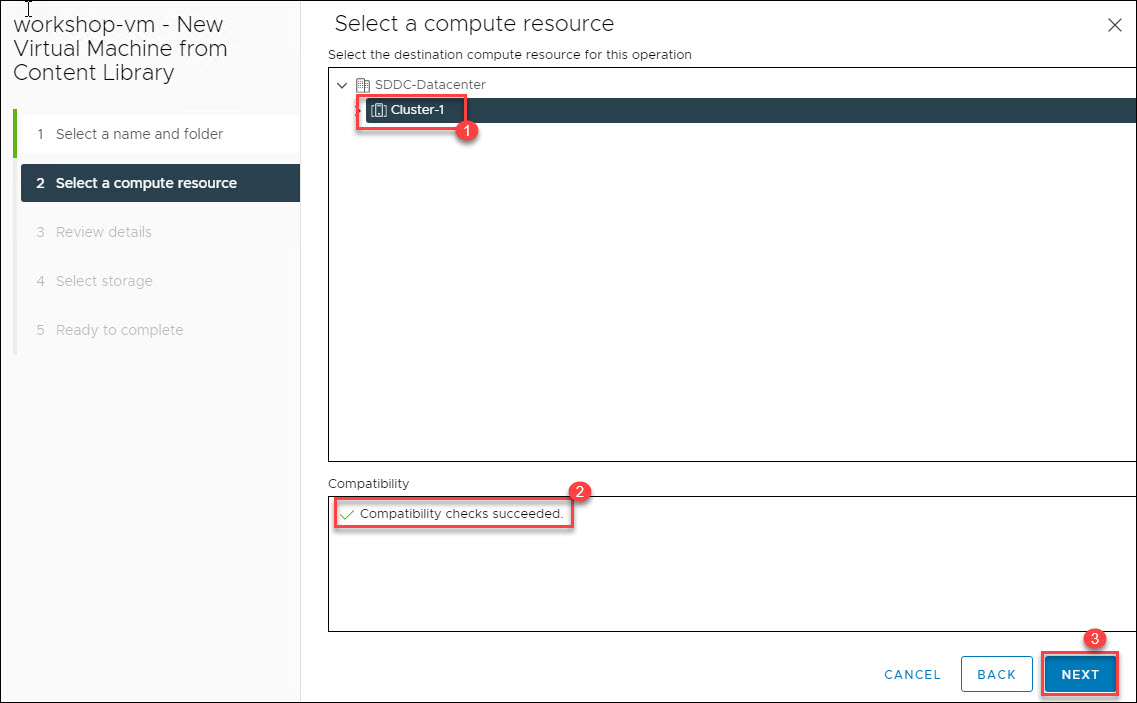 workshop-vm - New
Virtual Machine from
Content Library
1 Select a name and folder
2 Select a compute resource
3 Review details
4 Select storage
5 Ready to complete
Select a compute resource
Select the destination compute resource for this operation
SDDC-Datacenter
Cluster-1
1
Compatibility
2
Compatibility checks succeeded.
3
CANCEL BACK NEXT